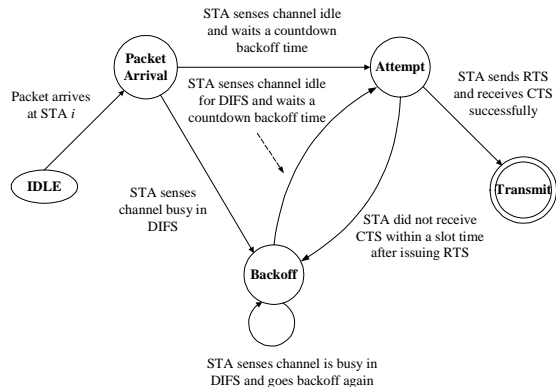 STA senses channel idle
and waits a countdown
backoff time
Packet
Arrival
Attempt
STA senses channel idle
for DIFS and waits a
countdown backoff time
STA sends RTS
and receives CTS
successfully
Packet arrives
at STA i
IDLE
STA senses
channel busy in
DIFS
Transmit
STA did not receive
CTS within a slot time
after issuing RTS
Backoff
STA senses channel is busy in
DIFS and goes backoff again